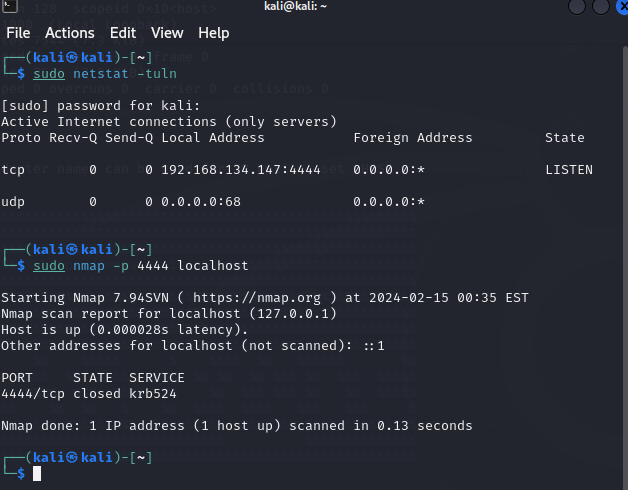 kali@kali: ~
File Actions Edit View Help
┌──(kali㉿kali)-[~]
└─$ sudo netstat -tuln
[sudo] password for kali:
Active Internet connections (only servers)
Proto Recv-Q Send-Q Local Address Foreign Address State
tcp 0 0 192.168.134.147:4444 0.0.0.0:* LISTEN
udp 0 0 0.0.0.0:68 0.0.0.0:*
┌──(kali㉿kali)-[~]
└─$ sudo nmap -p 4444 localhost
Starting Nmap 7.94SVN ( https://nmap.org ) at 2024-02-15 00:35 EST
Nmap scan report for localhost (127.0.0.1)
Host is up (0.000028s latency).
Other addresses for localhost (not scanned): ::1
PORT STATE SERVICE
4444/tcp closed krb524
Nmap done: 1 IP address (1 host up) scanned in 0.13 seconds
┌──(kali㉿kali)-[~]
└─$